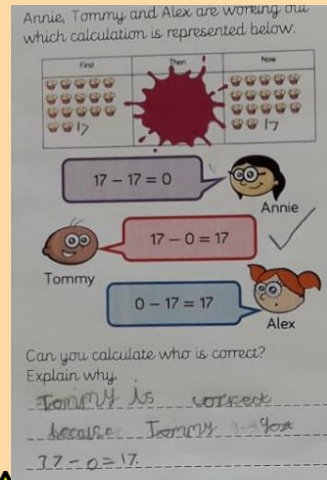 Annie, Tommy and Alex are working out
which calculation is represented below.
First Then Now
17 17
17 – 17 = 0
Annie
17 – 0 = 17
Tommy
0 – 17 = 17
Alex
Can you calculate who is correct?
Explain why.
Tommy is correct
because Tommy got
17 - 0 = 17.